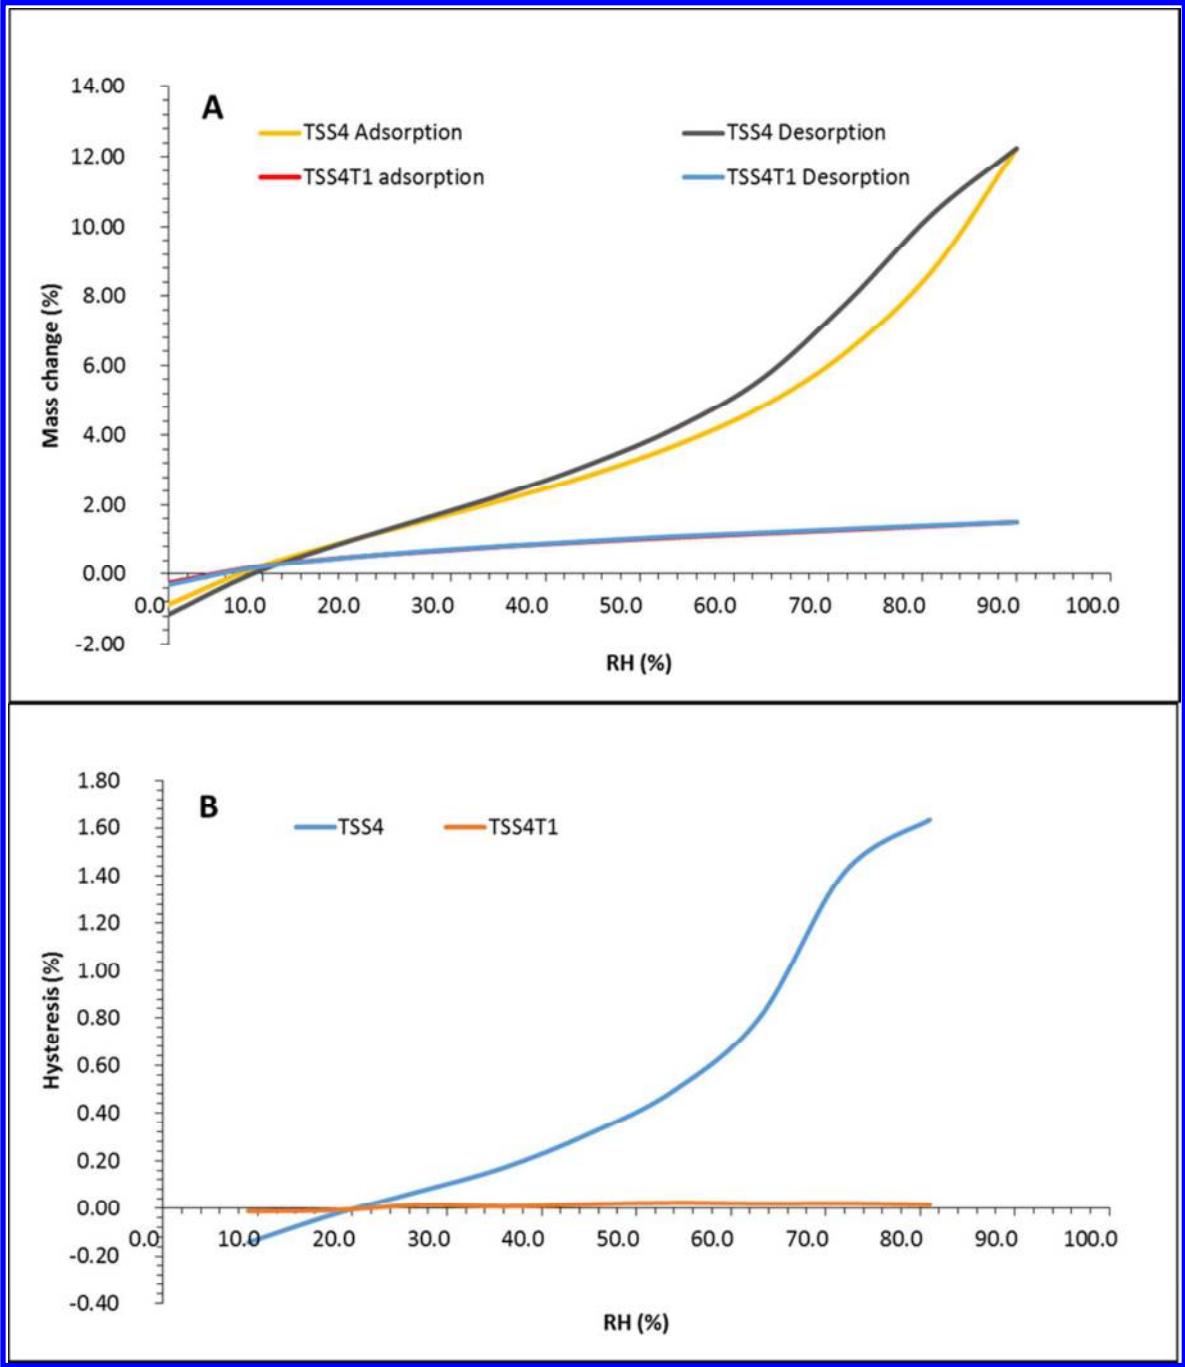 14.00
A
TSS4 Adsorption TSS4 Desorption
12.00
TSS4T1 adsorption TSS4T1 Desorption
10.00
8.00
Mass change (%)
6.00
4.00
2.00
0.00
0.0 10.0 20.0 30.0 40.0 50.0 60.0 70.0 80.0 90.0 100.0
-2.00
RH (%)
1.80
B
1.60
TSS4 TSS4T1
1.40
1.20
1.00
Hysteresis (%)
0.80
0.60
0.40
0.20
0.00
0.0 10.0 20.0 30.0 40.0 50.0 60.0 70.0 80.0 90.0 100.0
-0.20
-0.40
RH (%)